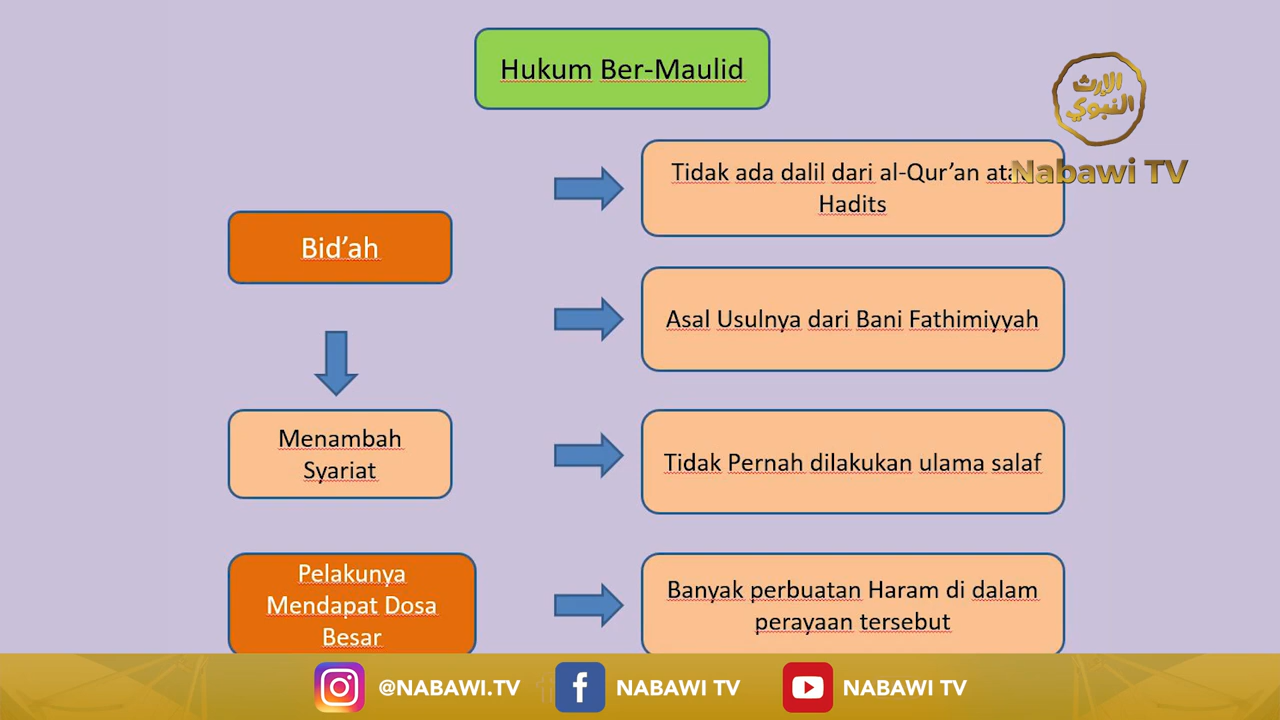 Hukum Ber-Maulid
الإرث
النبوي
Nabawi TV
Tidak ada dalil dari al-Qur’an
Hadits
Bid’ah
Asal Usulnya dari Bani Fathimiyyah
Menambah
Syariat
Tidak Pernah dilakukan ulama salaf
Pelakunya
Mendapat Dosa
Besar
Banyak perbuatan Haram di dalam
perayaan tersebut
@NABAWI.TV
NABAWI TV
NABAWI TV